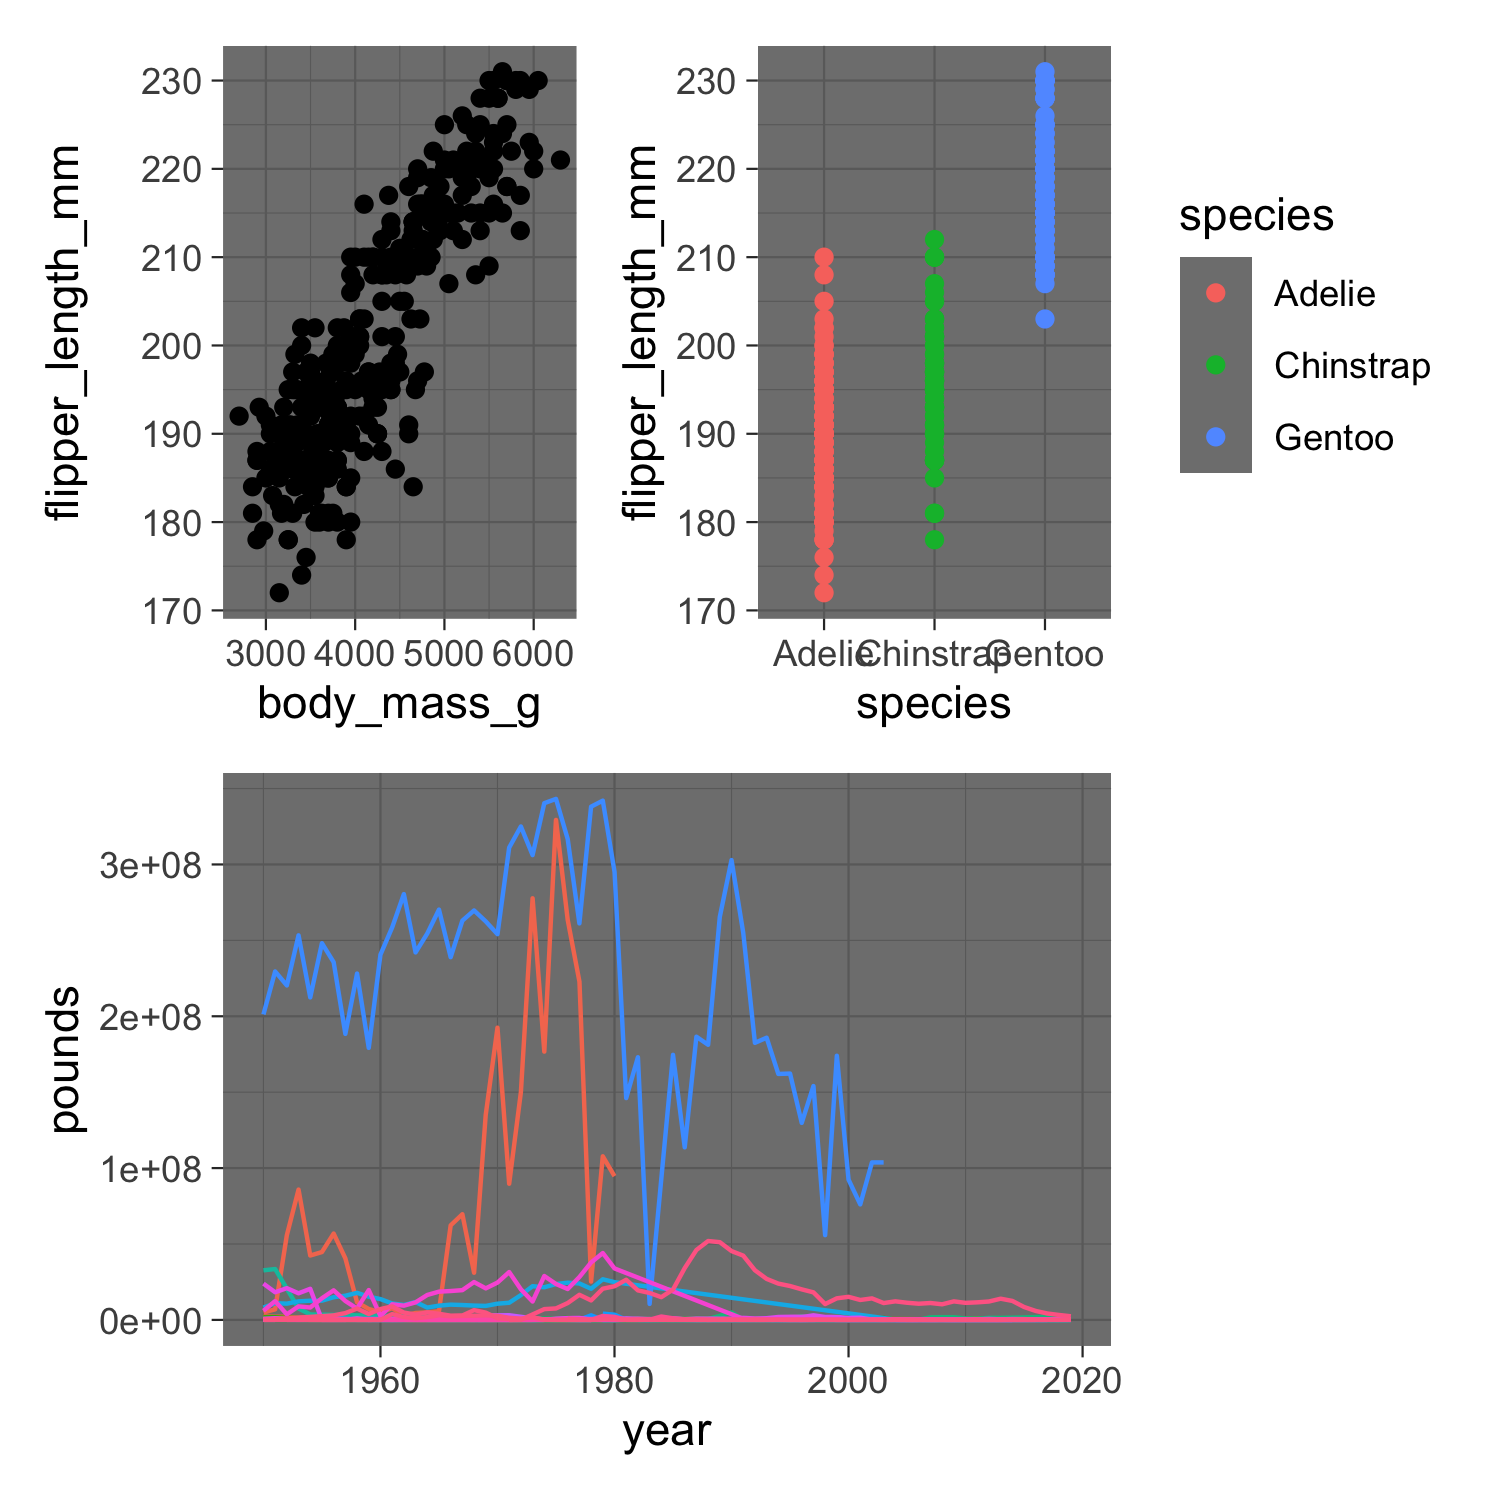 230
220
210
200
190
180
170
flipper_length_mm
3000 4000 5000 6000
body_mass_g
230
220
210
200
190
180
170
flipper_length_mm
Adelie Chinstrap Gentoo
species
species
Adelie
Chinstrap
Gentoo
3e+08
2e+08
1e+08
0e+00
pounds
1960 1980 2000 2020
year